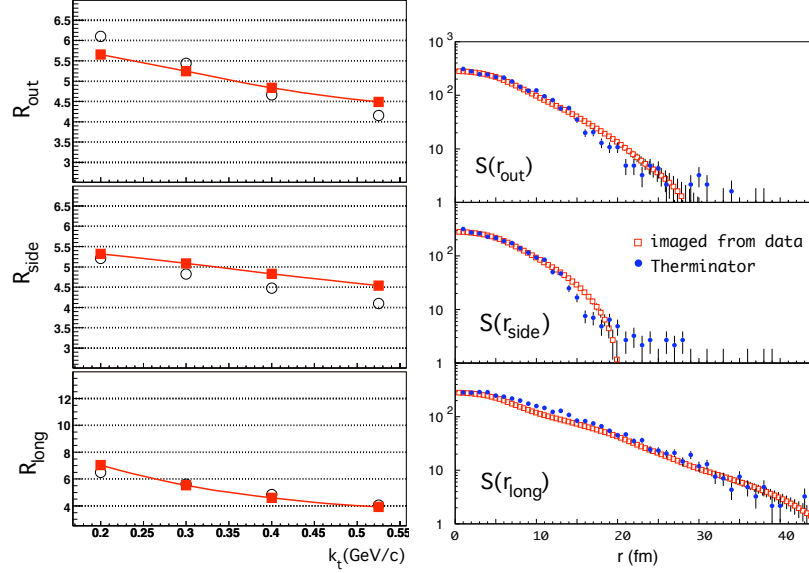 6.5
6
5.5
5
4.5
4
3.5
3
R_out
6.5
6
5.5
5
4.5
4
3.5
3
R_side
12
10
8
6
4
R_long
0.2 0.25 0.3 0.35 0.4 0.45 0.5 0.55
k_t(GeV/c)
10^3
10^2
10
1
S(r_out)
10^2
10
1
imaged from data
Therminator
S(r_side)
10^2
10
1
S(r_long)
0 10 20 30 40
r (fm)